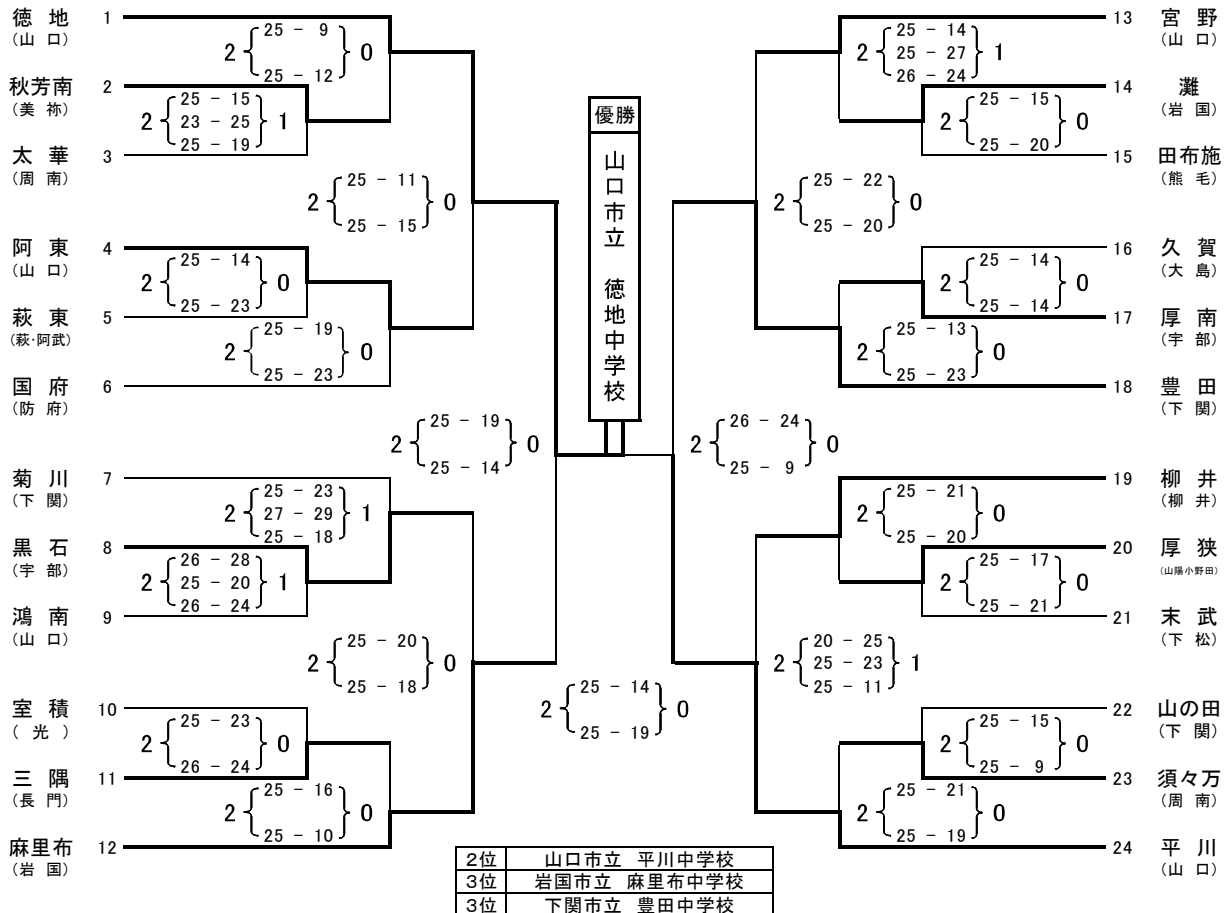 徳 地 1
(山 口)
2 25 - 9 0
25 - 12
秋芳南 2
(美 祢)
2 25 - 15 1
23 - 25
25 - 19
太 華 3
(周 南)
2 25 - 11 0
25 - 15
阿 東 4
(山 口)
2 25 - 14 0
25 - 23
萩 東 5
(萩・阿武)
2 25 - 19 0
25 - 23
国 府 6
(防 府)
2 25 - 19 0
25 - 14
菊 川 7
(下 関)
2 25 - 23 1
27 - 29
25 - 18
黒 石 8
(宇 部)
2 26 - 28 1
25 - 20
26 - 24
鴻 南 9
(山 口)
2 25 - 20 0
25 - 18
室 積 10
( 光 )
2 25 - 23 0
26 - 24
三 隅 11
(長 門)
2 25 - 16 0
25 - 10
麻里布 12
(岩 国)
優勝
山口市立 徳地中学校
2 25 - 14 0
25 - 19
13 宮 野
(山 口)
2 25 - 14 1
25 - 27
26 - 24
14 灘
(岩 国)
2 25 - 15 0
25 - 20
15 田布施
(熊 毛)
2 25 - 22 0
25 - 20
16 久 賀
(大 島)
2 25 - 14 0
25 - 14
17 厚 南
(宇 部)
2 25 - 13 0
25 - 23
18 豊 田
(下 関)
2 26 - 24 0
25 - 9
19 柳 井
(柳 井)
2 25 - 21 0
25 - 20
20 厚 狭
(山陽小野田)
2 25 - 17 0
25 - 21
21 末 武
(下 松)
2 20 - 25 1
25 - 23
25 - 11
22 山の田
(下 関)
2 25 - 15 0
25 - 9
23 須々万
(周 南)
2 25 - 21 0
25 - 19
24 平 川
(山 口)
2位 山口市立 平川中学校
3位 岩国市立 麻里布中学校
3位 下関市立 豊田中学校